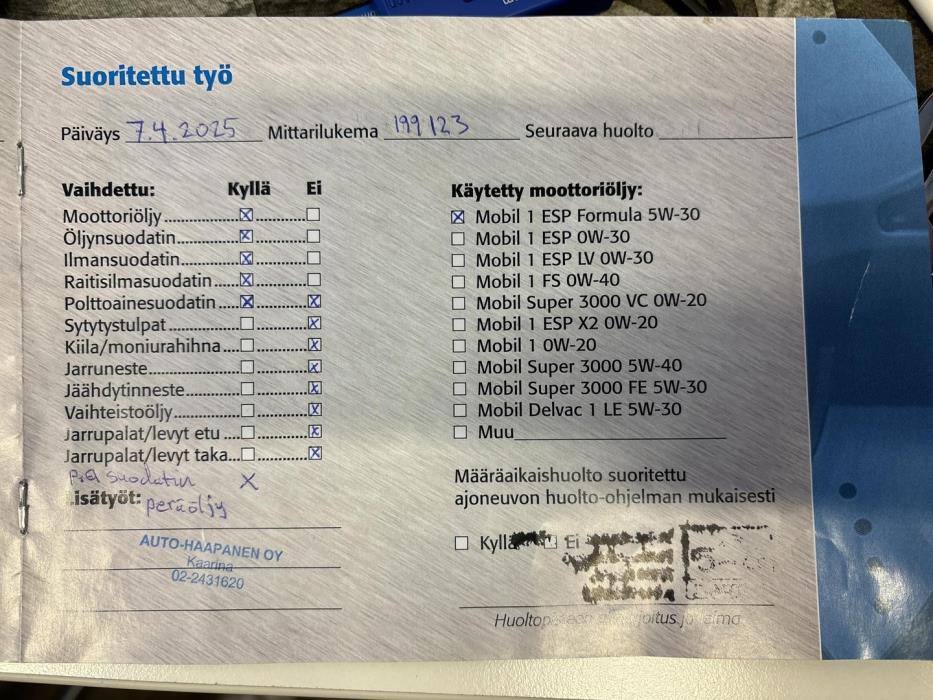 Suoritettu työ
Päiväys 7.4.2025 Mittarilukema 199123 Seuraava huolto
Vaihdettu: Kyllä Ei
Moottoriöljy
Öljynsuodatin
Ilmansuodatin
Raitisilmasuodatin
Polttoainesuodatin
Sytytystulpat
Kiila/moniurahihna
Jarruneste
Jäähdytinneste
Vaihteistoöljy
Jarrupalat/levyt etu
Jarrupalat/levyt taka
suodatin X
Lisätyöt: peräöljy
AUTO-HAAPANEN OY
Kaarina
02-2431620
Käytetty moottoriöljy:
Mobil 1 ESP Formula 5W-30
Mobil 1 ESP 0W-30
Mobil 1 ESP LV 0W-30
Mobil 1 FS 0W-40
Mobil Super 3000 VC 0W-20
Mobil 1 ESP X2 0W-20
Mobil 1 0W-20
Mobil Super 3000 5W-40
Mobil Super 3000 FE 5W-30
Mobil Delvac 1 LE 5W-30
Muu
Määräaikaishuolto suoritettu
ajoneuvon huolto-ohjelman mukaisesti
Kyllä Ei